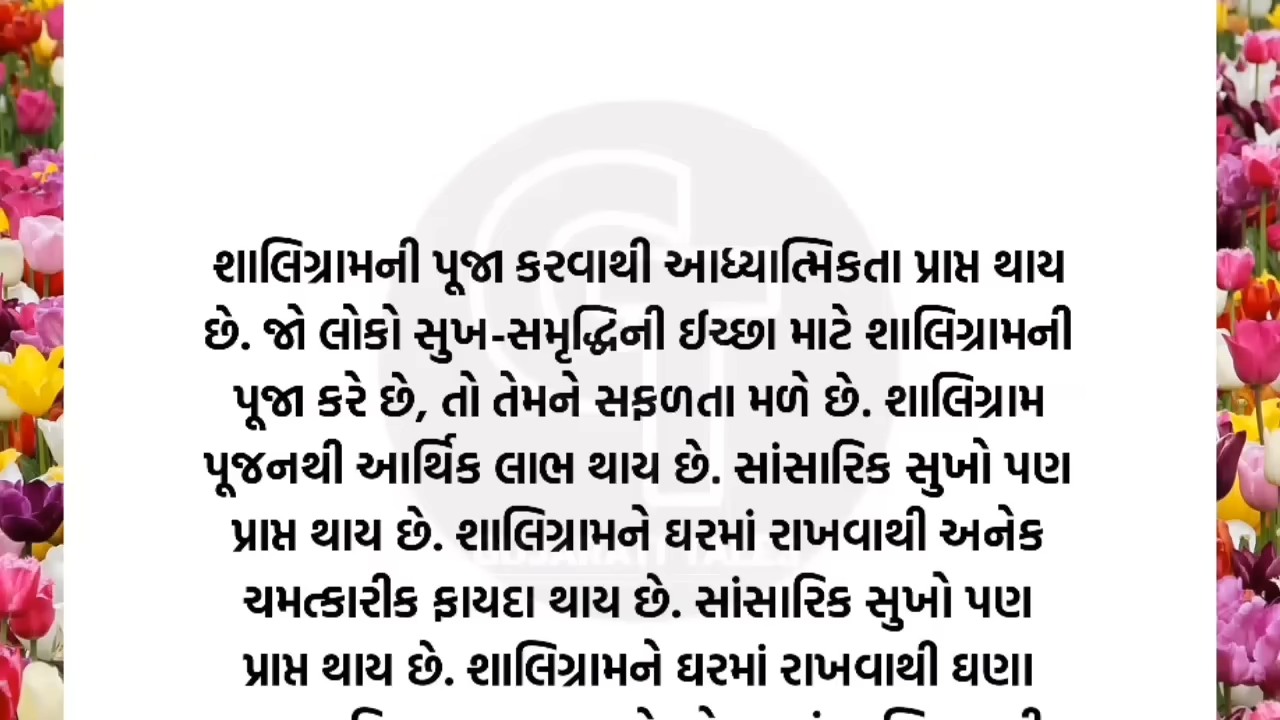 શાલિગ્રામની પૂજા કરવાથી આધ્યાત્મિકતા પ્રાપ્ત થાય
છે. જો લોકો સુખ-સમૃદ્ધિની ઈચ્છા માટે શાલિગ્રામની
પૂજા કરે છે, તો તેમને સફળતા મળે છે. શાલિગ્રામ
પૂજનથી આર્થિક લાભ થાય છે. સાંસારિક સુખો પણ
પ્રાપ્ત થાય છે. શાલિગ્રામને ઘરમાં રાખવાથી અનેક
ચમત્કારીક ફાયદા થાય છે. સાંસારિક સુખો પણ
પ્રાપ્ત થાય છે. શાલિગ્રામને ઘરમાં રાખવાથી ઘણા